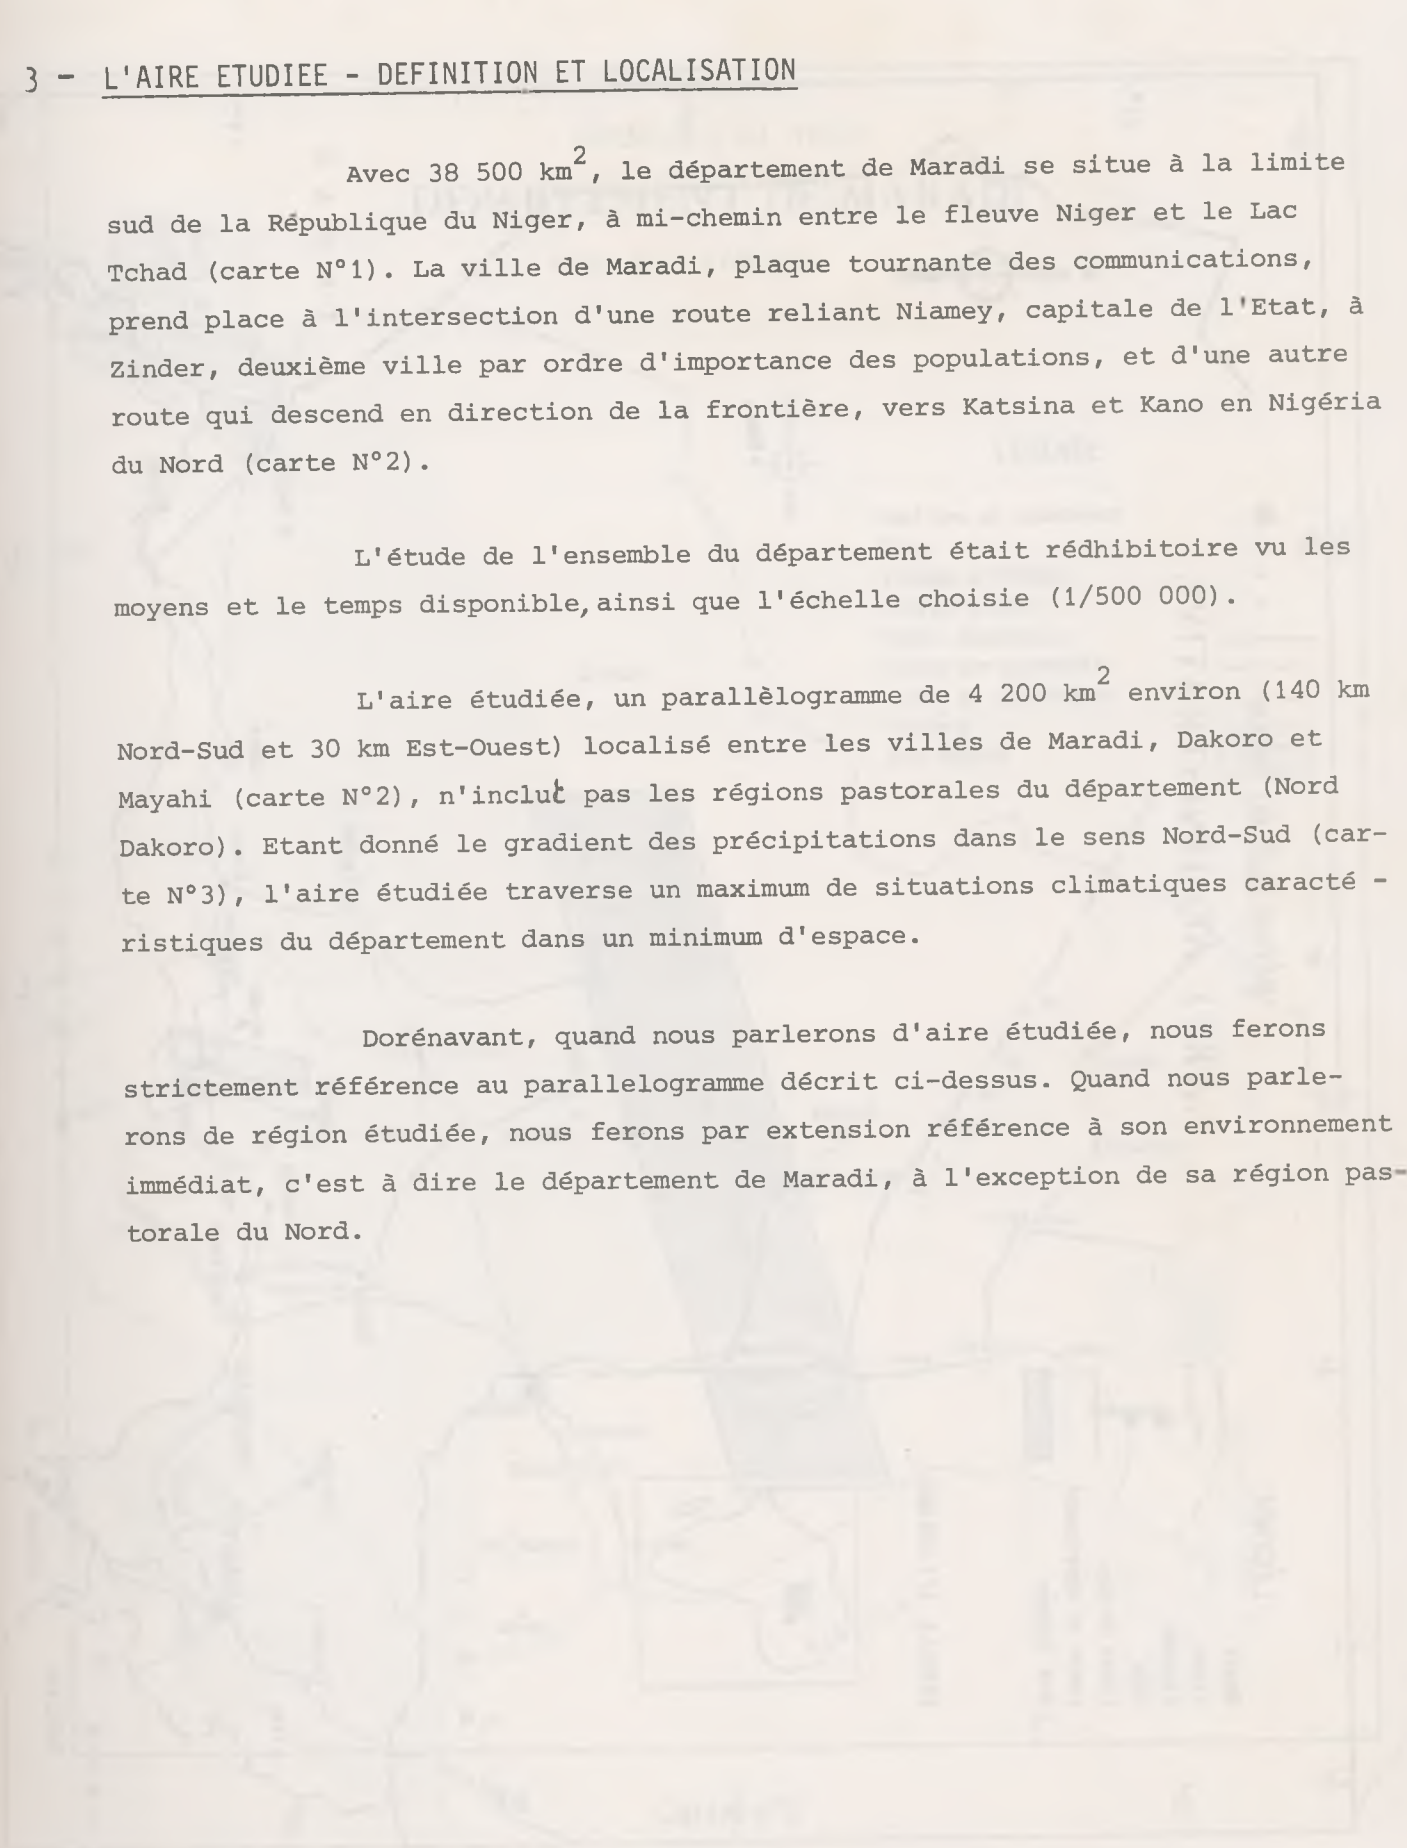 3 - L'AIRE ETUDIEE - DEFINITION ET LOCALISATION
Avec 38 500 km², le département de Maradi se situe à la limite
sud de la République du Niger, à mi-chemin entre le fleuve Niger et le Lac
Tchad (carte N°1). La ville de Maradi, plaque tournante des communications,
prend place à l'intersection d'une route reliant Niamey, capitale de l'Etat, à
Zinder, deuxième ville par ordre d'importance des populations, et d'une autre
route qui descend en direction de la frontière, vers Katsina et Kano en Nigéria
du Nord (carte N°2).
L'étude de l'ensemble du département était rédhibitoire vu les
moyens et le temps disponible, ainsi que l'échelle choisie (1/500 000).
L'aire étudiée, un parallèlogramme de 4 200 km² environ (140 km
Nord-Sud et 30 km Est-Ouest) localisé entre les villes de Maradi, Dakoro et
Mayahi (carte N°2), n'inclut pas les régions pastorales du département (Nord
Dakoro). Etant donné le gradient des précipitations dans le sens Nord-Sud (car-
te N°3), l'aire étudiée traverse un maximum de situations climatiques caracté -
ristiques du département dans un minimum d'espace.
Dorénavant, quand nous parlerons d'aire étudiée, nous ferons
strictement référence au parallelogramme décrit ci-dessus. Quand nous parle-
rons de région étudiée, nous ferons par extension référence à son environnement
immédiat, c'est à dire le département de Maradi, à l'exception de sa région pas-
torale du Nord.